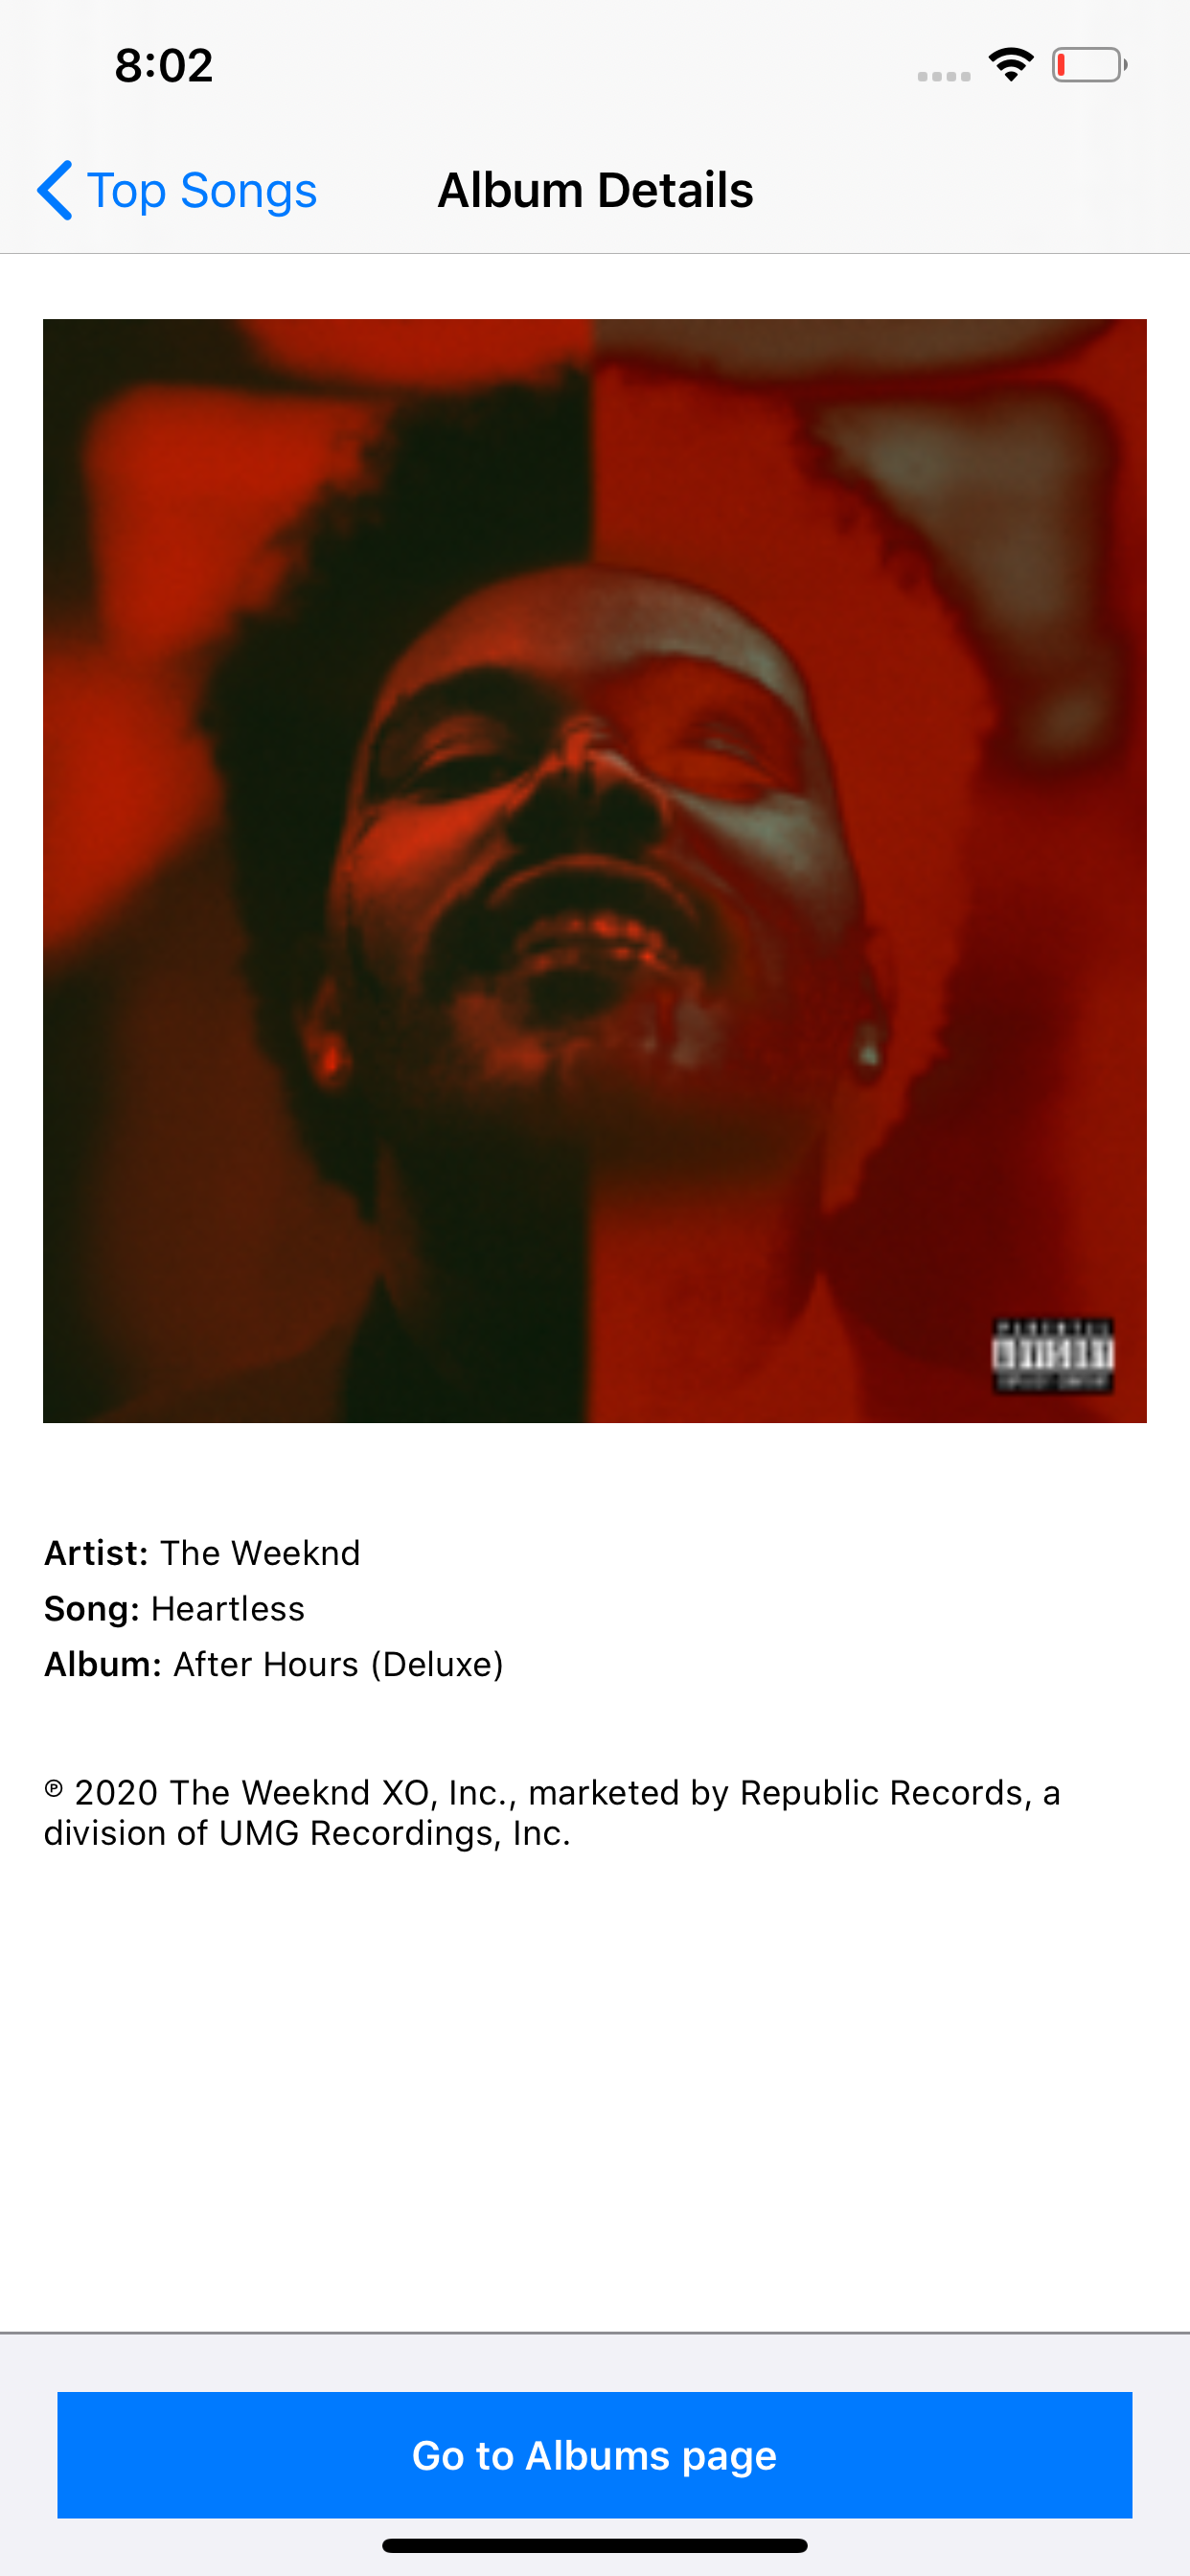 8:02
Top Songs
Album Details
Artist: The Weeknd
Song: Heartless
Album: After Hours (Deluxe)
℗ 2020 The Weeknd XO, Inc., marketed by Republic Records, a
division of UMG Recordings, Inc.
Go to Albums page